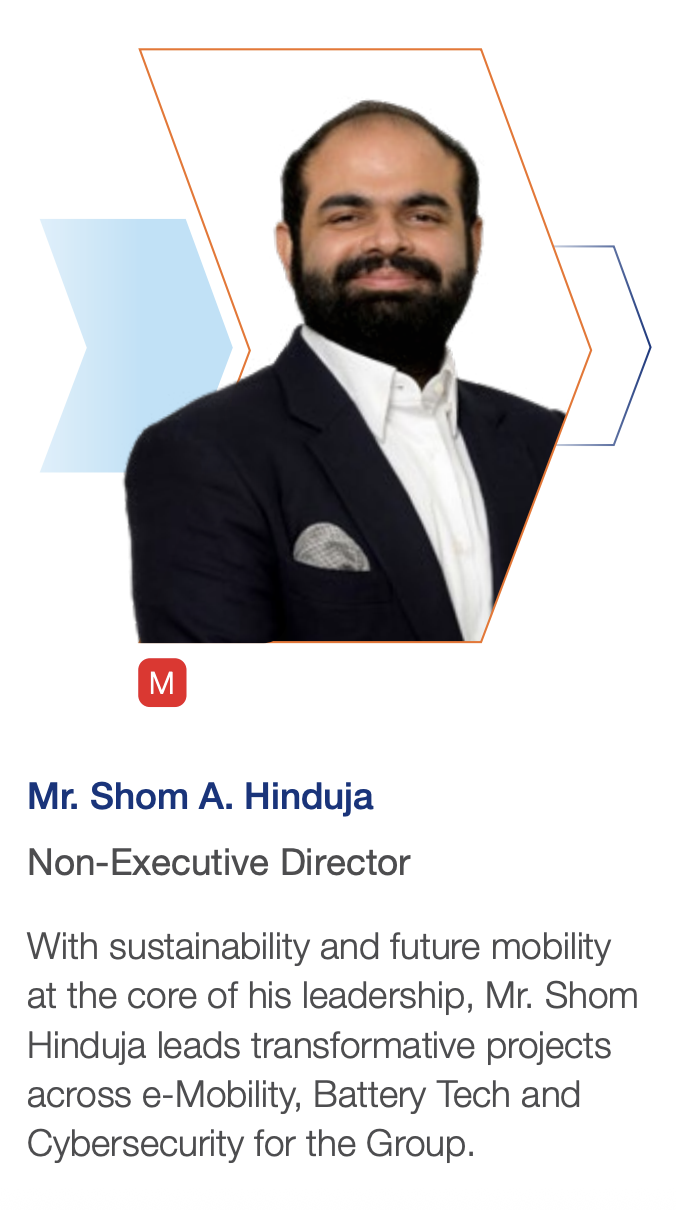 M
Mr. Shom A. Hinduja
Non-Executive Director
With sustainability and future mobility
at the core of his leadership, Mr. Shom
Hinduja leads transformative projects
across e-Mobility, Battery Tech and
Cybersecurity for the Group.